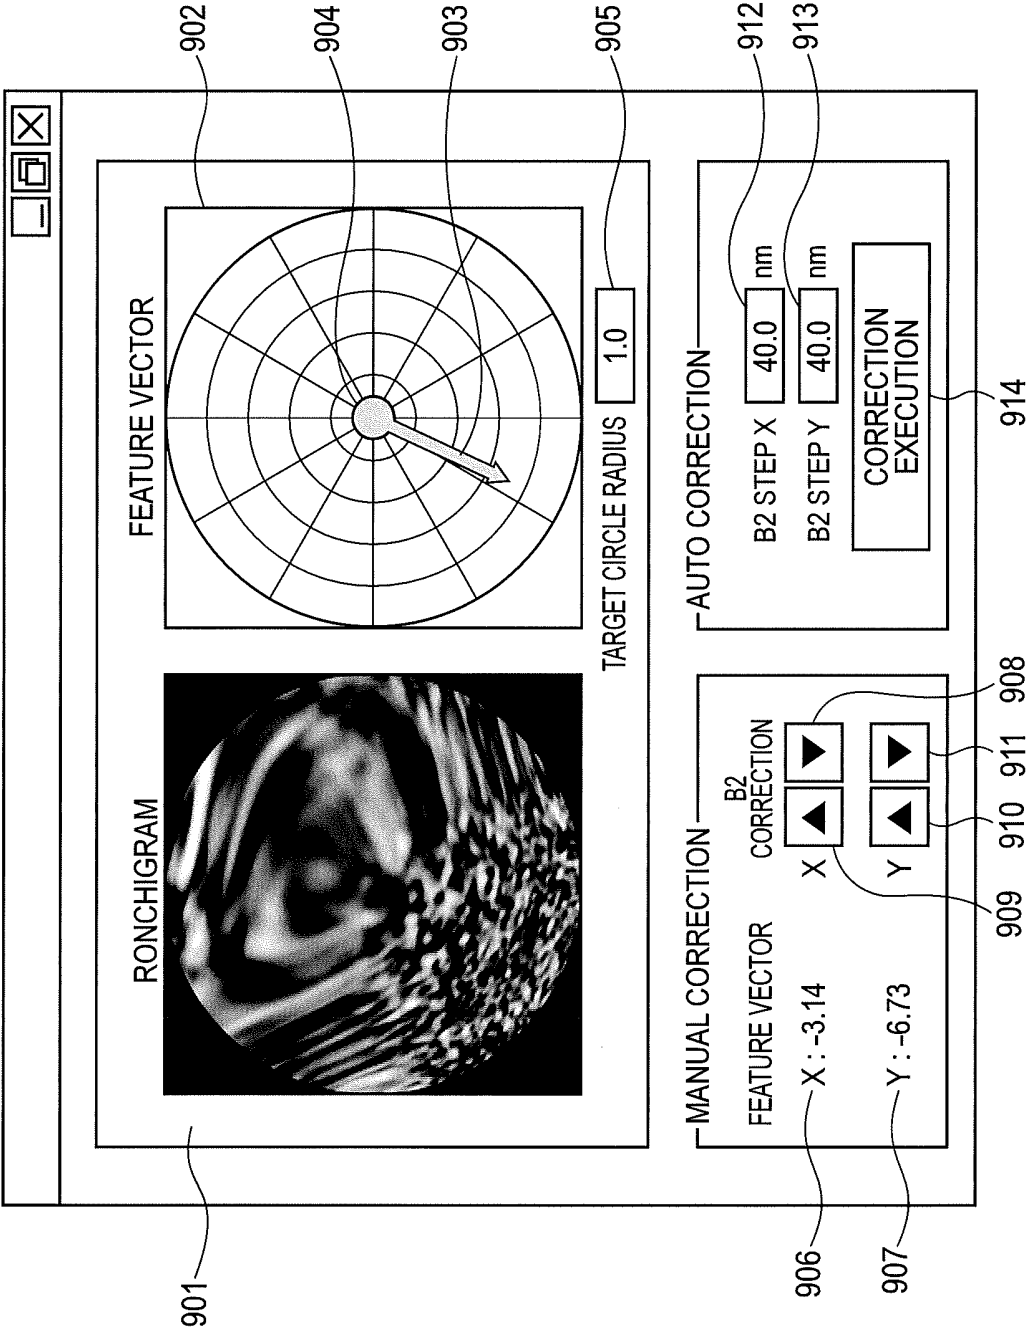 902
904
903
905
912
913
RONCHIGRAM
FEATURE VECTOR
TARGET CIRCLE RADIUS 1.0
901
MANUAL CORRECTION
FEATURE VECTOR
B2
CORRECTION
X : -3.14
X
Y : -6.73
Y
AUTO CORRECTION
B2 STEP X 40.0 nm
B2 STEP Y 40.0 nm
CORRECTION
EXECUTION
906
907
909
910
911
908
914